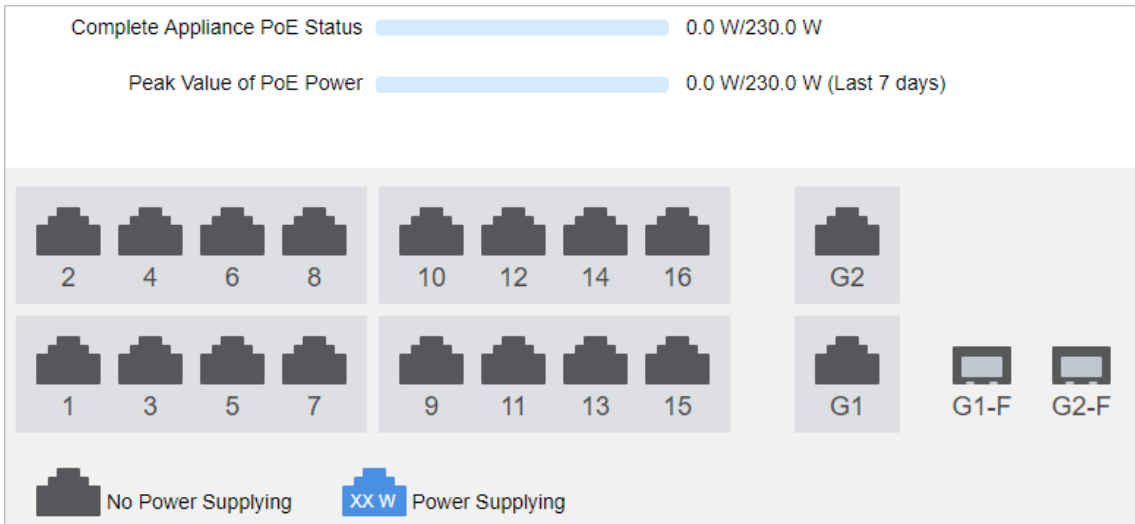 Complete Appliance PoE Status 0.0 W/230.0 W
Peak Value of PoE Power 0.0 W/230.0 W (Last 7 days)
2 4 6 8 10 12 14 16 G2
1 3 5 7 9 11 13 15 G1 G1-F G2-F
No Power Supplying XX W Power Supplying